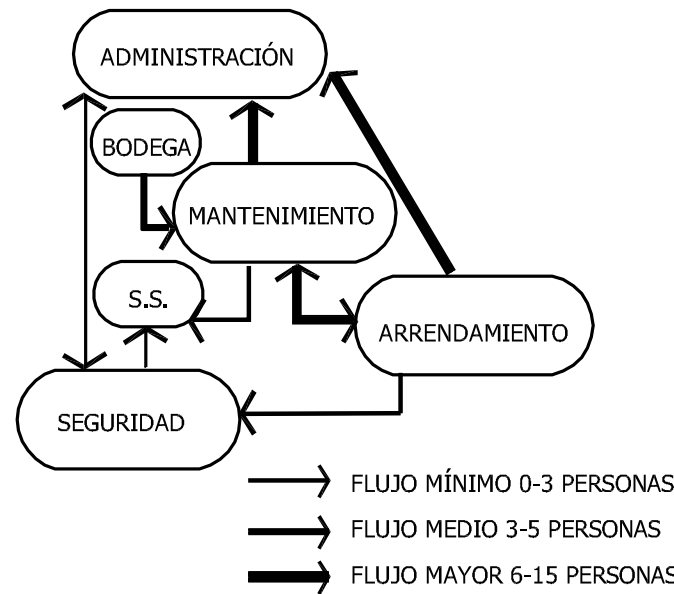 ADMINISTRACIÓN
BODEGA
MANTENIMIENTO
S.S.
ARRENDAMIENTO
SEGURIDAD
FLUJO MÍNIMO 0-3 PERSONAS
FLUJO MEDIO 3-5 PERSONAS
FLUJO MAYOR 6-15 PERSONAS